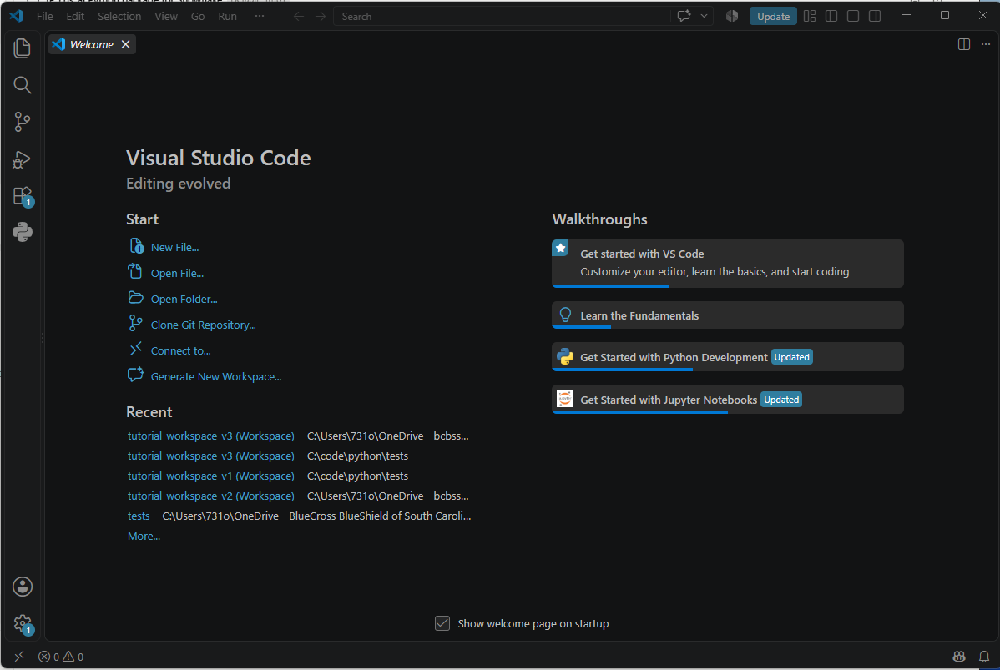 File Edit Selection View Go Run ... Search Update
Welcome
Visual Studio Code
Editing evolved
Start
New File...
Open File...
Open Folder...
Clone Git Repository...
Connect to...
Generate New Workspace...
Recent
tutorial_workspace_v3 (Workspace) C:\Users\731o\OneDrive - bcbss...
tutorial_workspace_v3 (Workspace) C:\code\python\tests
tutorial_workspace_v1 (Workspace) C:\code\python\tests
tutorial_workspace_v2 (Workspace) C:\Users\731o\OneDrive - bcbss...
tests C:\Users\731o\OneDrive - BlueCross BlueShield of South Caroli...
More...
Walkthroughs
Get started with VS Code
Customize your editor, learn the basics, and start coding
Learn the Fundamentals
Get Started with Python Development Updated
Get Started with Jupyter Notebooks Updated
1
1
Show welcome page on startup
0 0